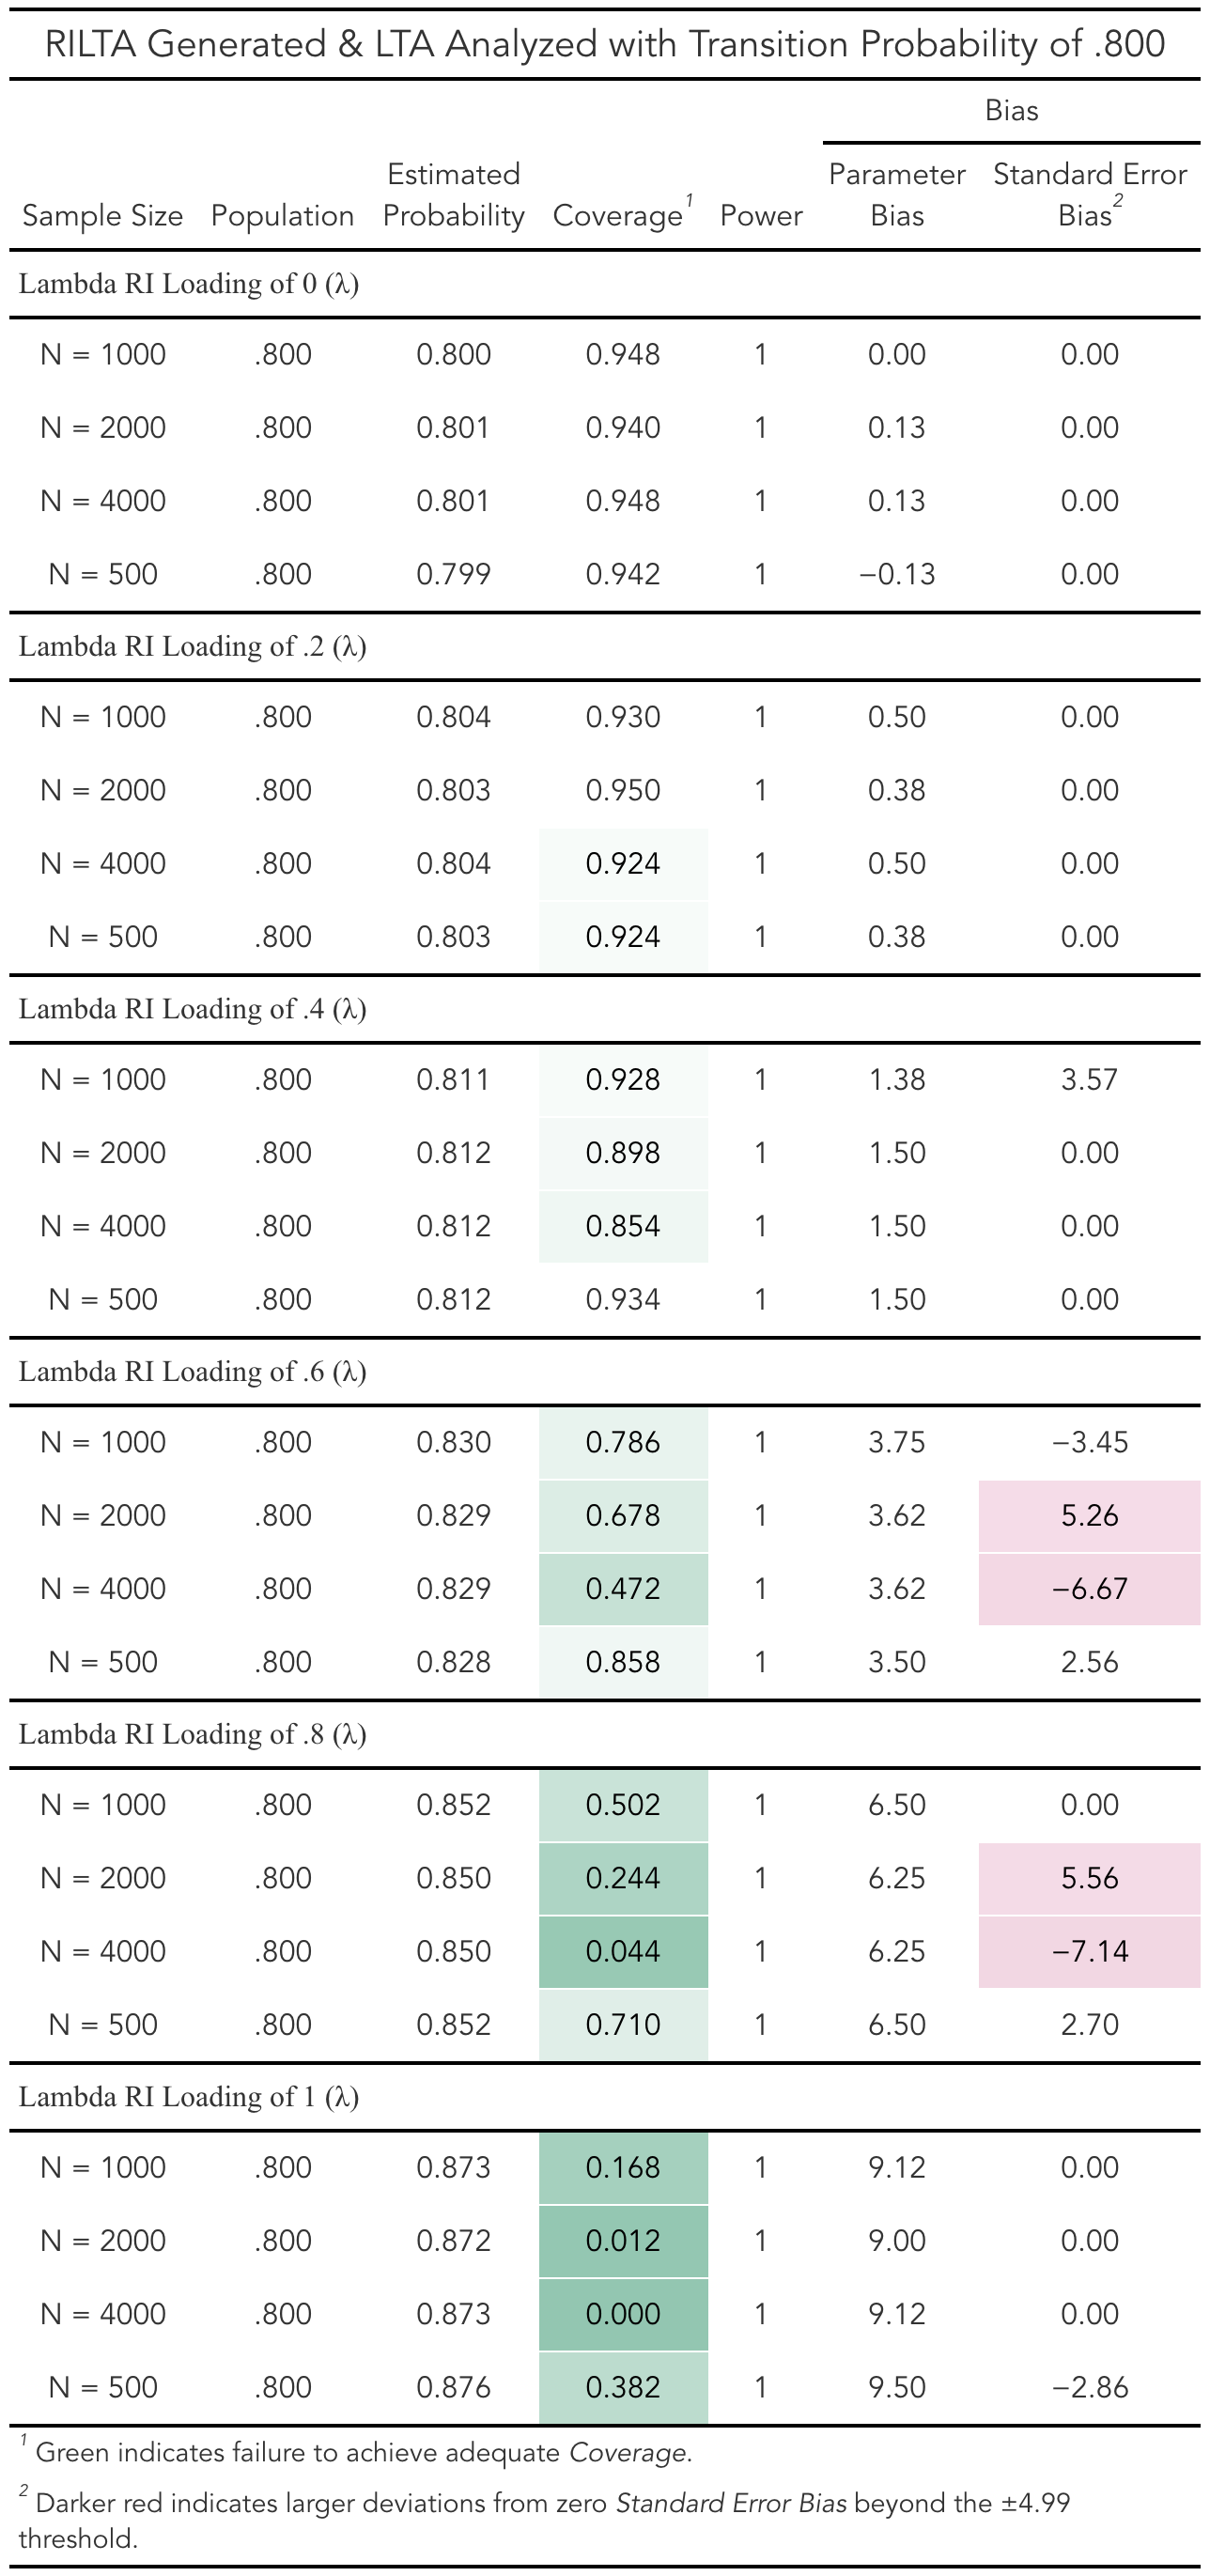 RILTA Generated & LTA Analyzed with Transition Probability of .800
Bias
Sample Size Population Estimated Probability Coverage1 Power Parameter Bias Standard Error Bias2
Lambda RI Loading of 0 (λ)
N = 1000 .800 0.800 0.948 1 0.00 0.00
N = 2000 .800 0.801 0.940 1 0.13 0.00
N = 4000 .800 0.801 0.948 1 0.13 0.00
N = 500 .800 0.799 0.942 1 −0.13 0.00
Lambda RI Loading of .2 (λ)
N = 1000 .800 0.804 0.930 1 0.50 0.00
N = 2000 .800 0.803 0.950 1 0.38 0.00
N = 4000 .800 0.804 0.924 1 0.50 0.00
N = 500 .800 0.803 0.924 1 0.38 0.00
Lambda RI Loading of .4 (λ)
N = 1000 .800 0.811 0.928 1 1.38 3.57
N = 2000 .800 0.812 0.898 1 1.50 0.00
N = 4000 .800 0.812 0.854 1 1.50 0.00
N = 500 .800 0.812 0.934 1 1.50 0.00
Lambda RI Loading of .6 (λ)
N = 1000 .800 0.830 0.786 1 3.75 −3.45
N = 2000 .800 0.829 0.678 1 3.62 5.26
N = 4000 .800 0.829 0.472 1 3.62 −6.67
N = 500 .800 0.828 0.858 1 3.50 2.56
Lambda RI Loading of .8 (λ)
N = 1000 .800 0.852 0.502 1 6.50 0.00
N = 2000 .800 0.850 0.244 1 6.25 5.56
N = 4000 .800 0.850 0.044 1 6.25 −7.14
N = 500 .800 0.852 0.710 1 6.50 2.70
Lambda RI Loading of 1 (λ)
N = 1000 .800 0.873 0.168 1 9.12 0.00
N = 2000 .800 0.872 0.012 1 9.00 0.00
N = 4000 .800 0.873 0.000 1 9.12 0.00
N = 500 .800 0.876 0.382 1 9.50 −2.86
1 Green indicates failure to achieve adequate Coverage.
2 Darker red indicates larger deviations from zero Standard Error Bias beyond the ±4.99
threshold.